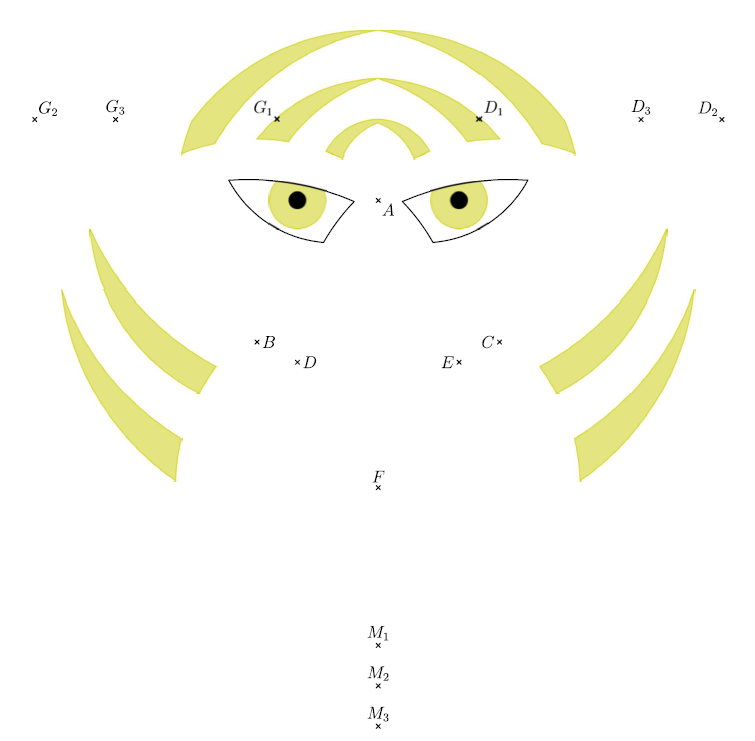 G₂ G₃ G₁ D₁ D₃ D₂
A
B C
D E
F
M₁
M₂
M₃